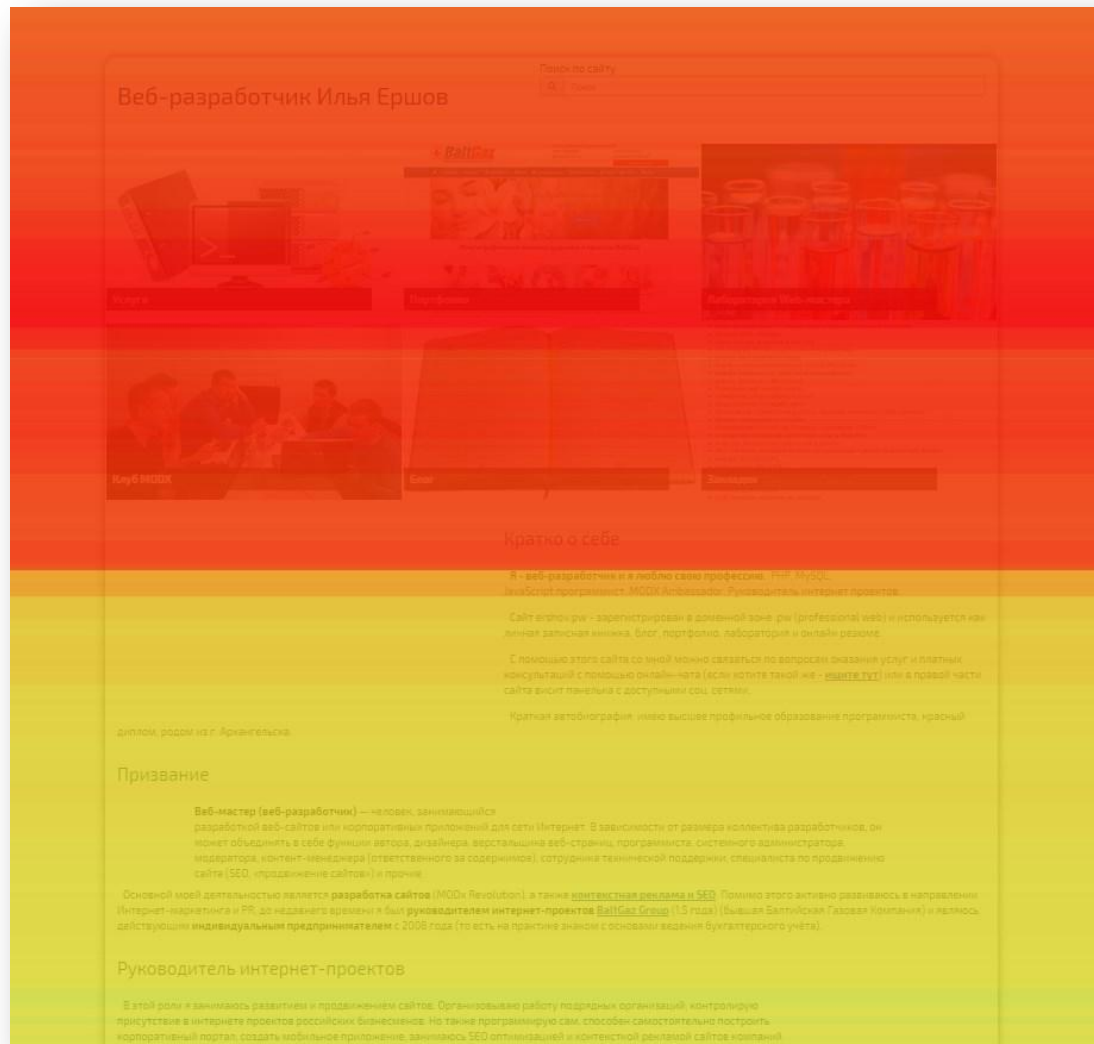 Поиск по сайту
Веб-разработчик Илья Ершов
BaltGaz
Услуги
Портфолио
Лаборатория Web-мастера
Клуб MODX
Блог
Закладки
Кратко о себе
Я - веб-разработчик и я люблю свою профессию. PHP, MySQL,
JavaScript программист. MODX Ambassador. Руководитель интернет проектов.
Сайт ershov.pw - зарегистрирован в доменной зоне .pw (professional web) и используется как
личная записная книжка, блог, портфолио, лаборатория и онлайн резюме.
С помощью этого сайта со мной можно связаться по вопросам оказания услуг и платных
консультаций с помощью онлайн-чата (если хотите такой же - ищите тут) или в правой части
сайта висит панелька с доступными соц. сетями.
Краткая автобиография: имею высшее профильное образование программиста, красный
диплом, родом из г. Архангельска.
Призвание
Веб-мастер (веб-разработчик) — человек, занимающийся
разработкой веб-сайтов или корпоративных приложений для сети Интернет. В зависимости от размера коллектива разработчиков, он
может объединять в себе функции автора, дизайнера, верстальщика веб-страниц, программиста, системного администратора,
модератора, контент-менеджера (ответственного за содержимое), сотрудника технической поддержки, специалиста по продвижению
сайта (SEO, «продвижение сайтов») и прочие.
Основной моей деятельностью является разработка сайтов (MODx Revolution), а также контекстная реклама и SEO. Помимо этого активно развиваюсь в направлении
Интернет-маркетинга и PR, до недавнего времени я был руководителем интернет-проектов BaltGaz Group (1,5 года) (бывшая Балтийская Газовая Компания) и являюсь
действующим индивидуальным предпринимателем с 2008 года (то есть на практике знаком с основами ведения бухгалтерского учёта).
Руководитель интернет-проектов
В этой роли я занимаюсь развитием и продвижением сайтов. Организовываю работу подрядных организаций, контролирую
присутствие в интернета проектов российских бизнесменов. Но также программирую сам, способен самостоятельно построить
корпоративный портал, создать мобильное приложение, занимаюсь SEO оптимизацией и контекстной рекламой сайтов компаний